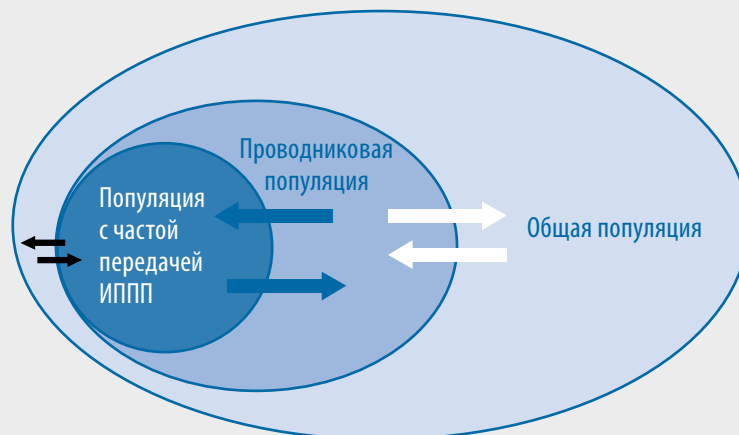 Проводниковая
популяция
Популяция
с частой
передачей
ИППП
Общая популяция